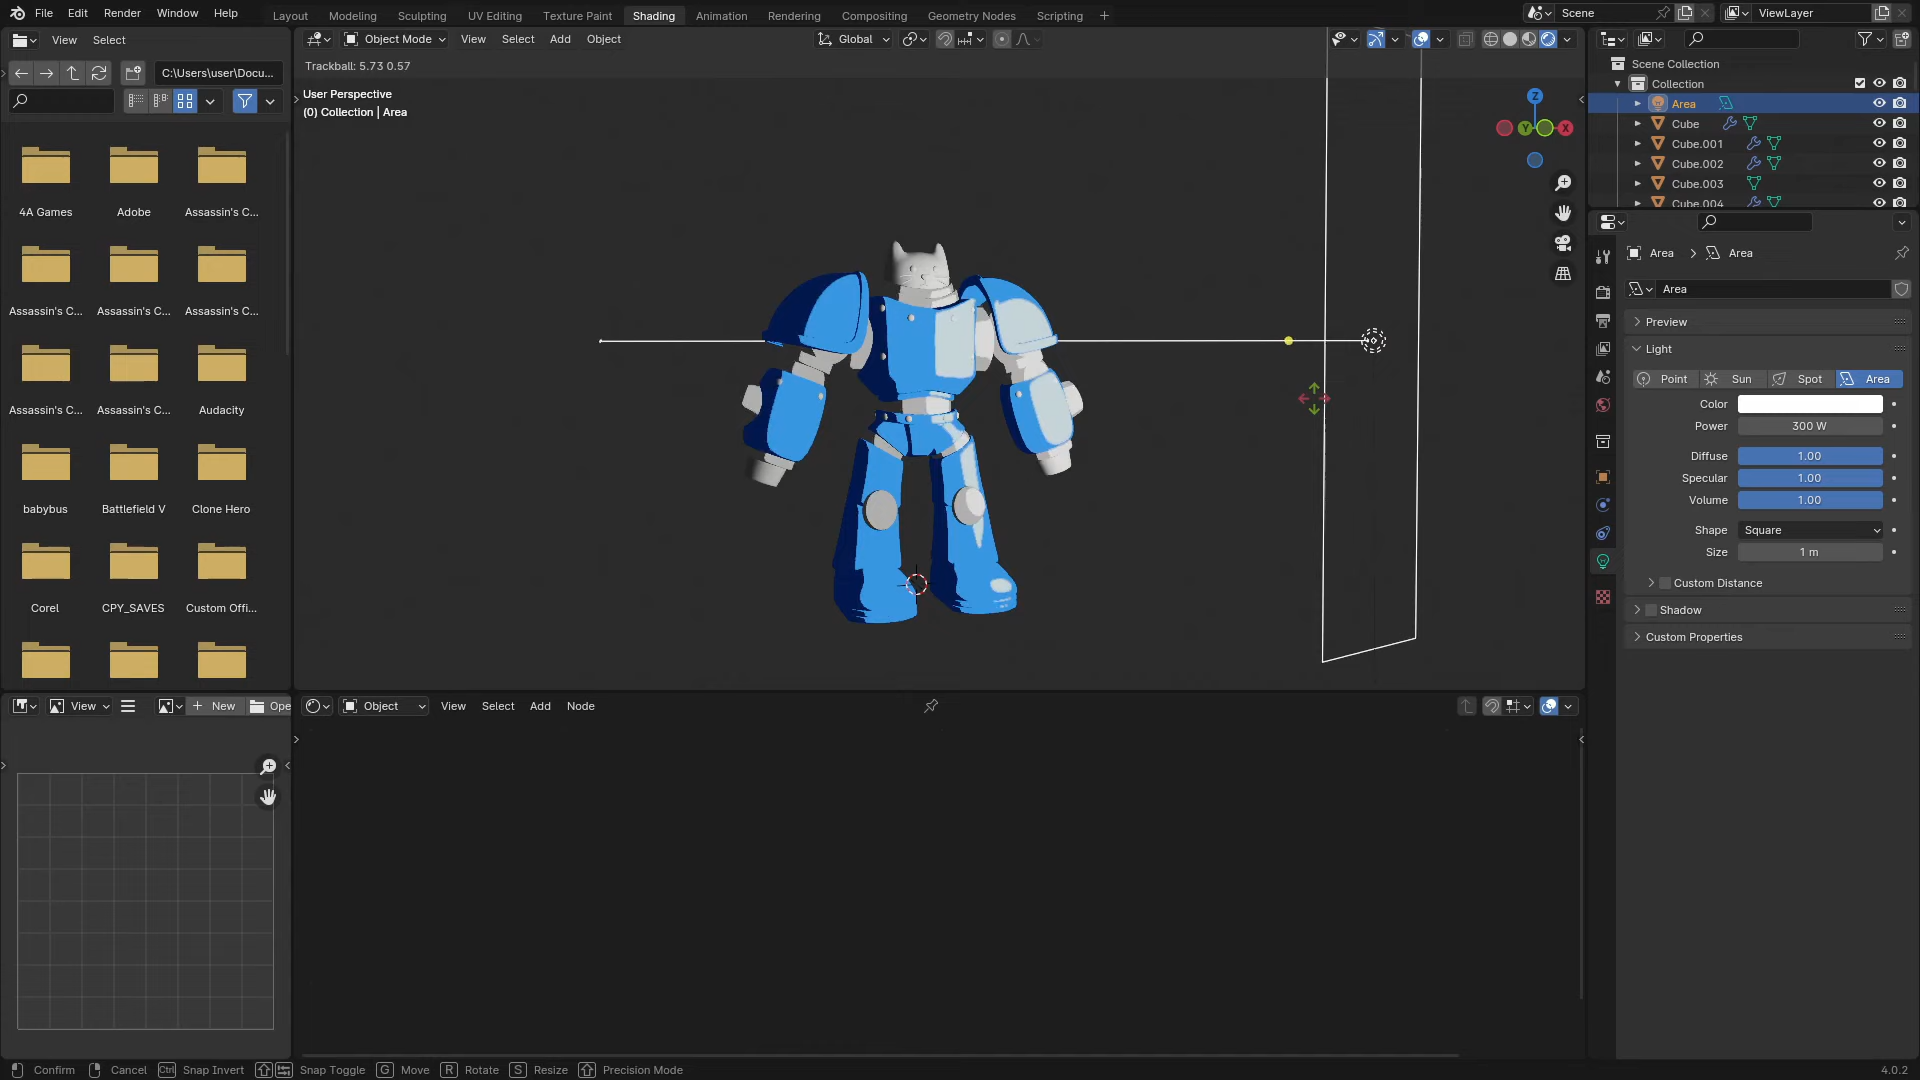 File Edit Render Window Help
Layout Modeling Sculpting UV Editing Texture Paint Shading Animation Rendering Compositing Geometry Nodes Scripting +
Scene
ViewLayer
View Select
C:\Users\user\Docu...
4A Games Adobe Assassin's C...
Assassin's C... Assassin's C... Assassin's C...
Assassin's C... Assassin's C... Audacity
babybus Battlefield V Clone Hero
Corel CPY_SAVES Custom Offi...
Object Mode View Select Add Object
Global
Trackball: 5.73 0.57
User Perspective
(0) Collection | Area
Z
Y
X
Scene Collection
Collection
Area
Cube
Cube.001
Cube.002
Cube.003
Cube.004
Area > Area
Area
Preview
Light
Point Sun Spot Area
Color
Power 300 W
Diffuse 1.00
Specular 1.00
Volume 1.00
Shape Square
Size 1 m
Custom Distance
Shadow
Custom Properties
View New Ope
Object View Select Add Node
Confirm Cancel Ctrl Snap Invert Snap Toggle G Move R Rotate S Resize Precision Mode
4.0.2